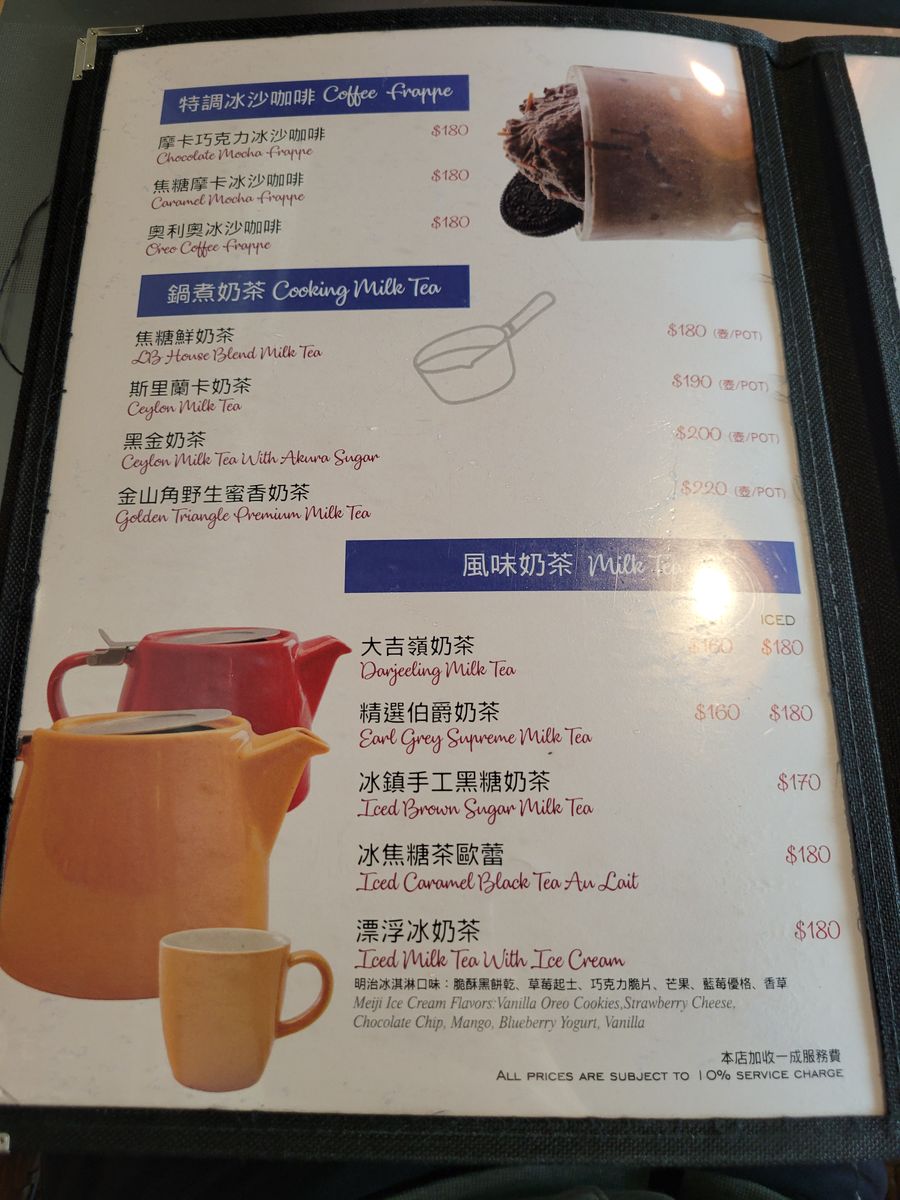 特調冰沙咖啡 Coffee Frappe
摩卡巧克力冰沙咖啡 $180
Chocolate Mocha Frappe
焦糖摩卡冰沙咖啡 $180
Caramel Mocha Frappe
奧利奧冰沙咖啡 $180
Oreo Coffee Frappe
鍋煮奶茶 Cooking Milk Tea
焦糖鮮奶茶 $180 (壺/POT)
LB House Blend Milk Tea
斯里蘭卡奶茶 $190 (壺/POT)
Ceylon Milk Tea
黑金奶茶 $200 (壺/POT)
Ceylon Milk Tea With Akura Sugar
金山角野生蜜香奶茶 $220 (壺/POT)
Golden Triangle Premium Milk Tea
風味奶茶 Milk Tea
ICED
大吉嶺奶茶 $160 $180
Darjeeling Milk Tea
精選伯爵奶茶 $160 $180
Earl Grey Supreme Milk Tea
冰鎮手工黑糖奶茶 $170
Iced Brown Sugar Milk Tea
冰焦糖茶歐蕾 $180
Iced Caramel Black Tea Au Lait
漂浮冰奶茶 $180
Iced Milk Tea With Ice Cream
明治冰淇淋口味：脆酥黑餅乾、草莓起士、巧克力脆片、芒果、藍莓優格、香草
Meiji Ice Cream Flavors:Vanilla Oreo Cookies,Strawberry Cheese,
Chocolate Chip, Mango, Blueberry Yogurt, Vanilla
本店加收一成服務費
ALL PRICES ARE SUBJECT TO 10% SERVICE CHARGE